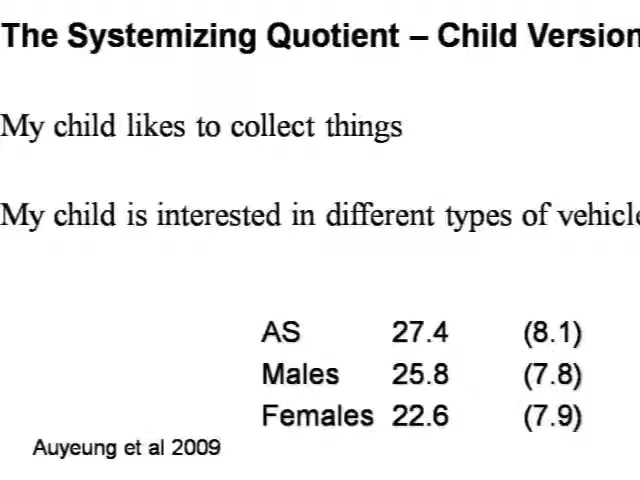 The Systemizing Quotient – Child Version
My child likes to collect things
My child is interested in different types of vehicle
AS 27.4 (8.1)
Males 25.8 (7.8)
Females 22.6 (7.9)
Auyeung et al 2009